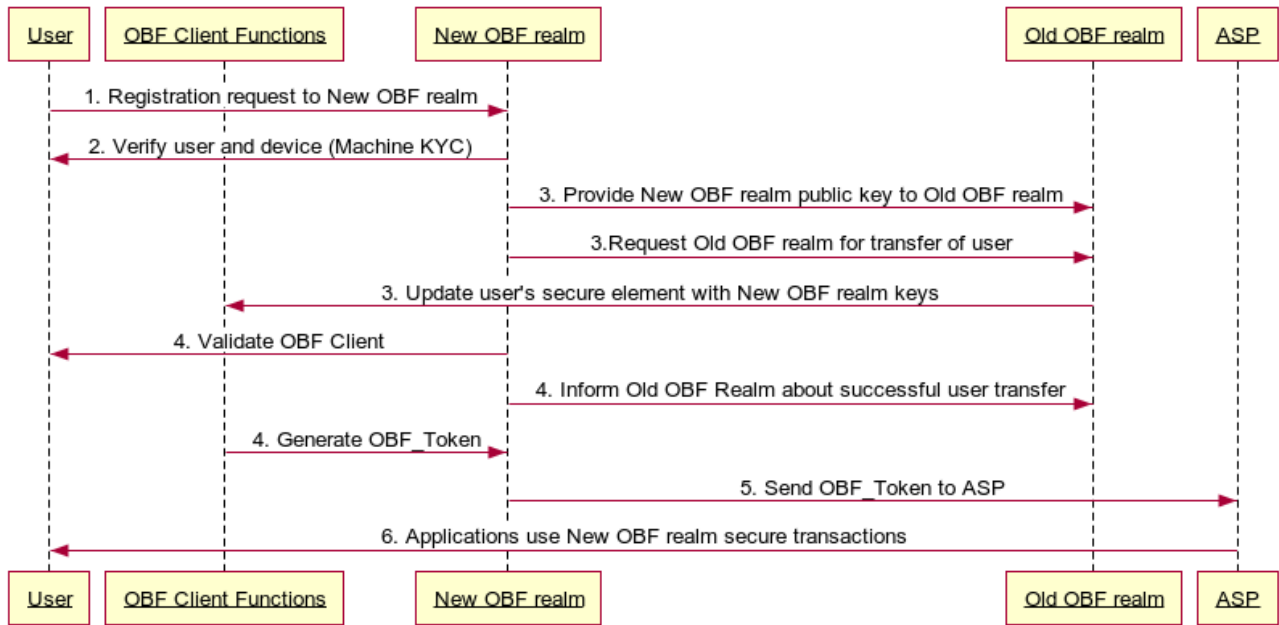 User
OBF Client Functions
New OBF realm
Old OBF realm
ASP
1. Registration request to New OBF realm
2. Verify user and device (Machine KYC)
3. Provide New OBF realm public key to Old OBF realm
3.Request Old OBF realm for transfer of user
3. Update user's secure element with New OBF realm keys
4. Validate OBF Client
4. Inform Old OBF Realm about successful user transfer
4. Generate OBF_Token
5. Send OBF_Token to ASP
6. Applications use New OBF realm secure transactions
User
OBF Client Functions
New OBF realm
Old OBF realm
ASP